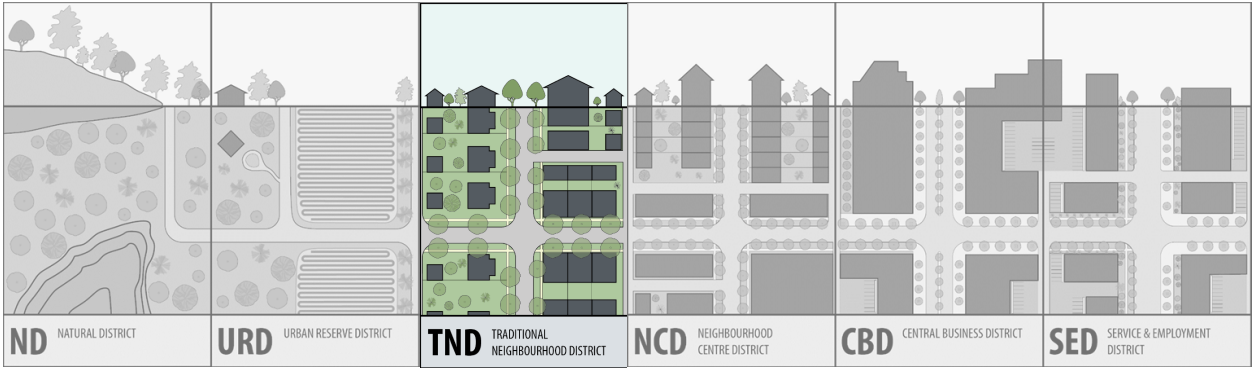 ND NATURAL DISTRICT
URD URBAN RESERVE DISTRICT
TND TRADITIONAL
NEIGHBOURHOOD DISTRICT
NCD NEIGHBOURHOOD
CENTRE DISTRICT
CBD CENTRAL BUSINESS DISTRICT
SED SERVICE & EMPLOYMENT
DISTRICT